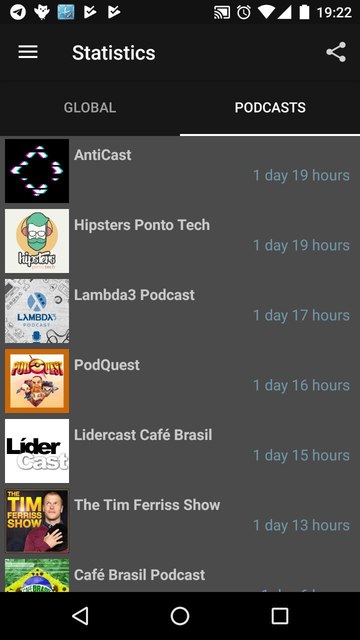 19:22
Statistics
GLOBAL
PODCASTS
AntiCast
1 day 19 hours
Hipsters Ponto Tech
hipsters
ponto tech
1 day 19 hours
Lambda3 Podcast
LAMBDA3
PODCAST
1 day 17 hours
PodQuest
PODQUEST
1 day 16 hours
Lidercast Café Brasil
Líder
Cast
1 day 15 hours
The Tim Ferriss Show
THE
TIM
FERRISS
SHOW
1 day 13 hours
Café Brasil Podcast